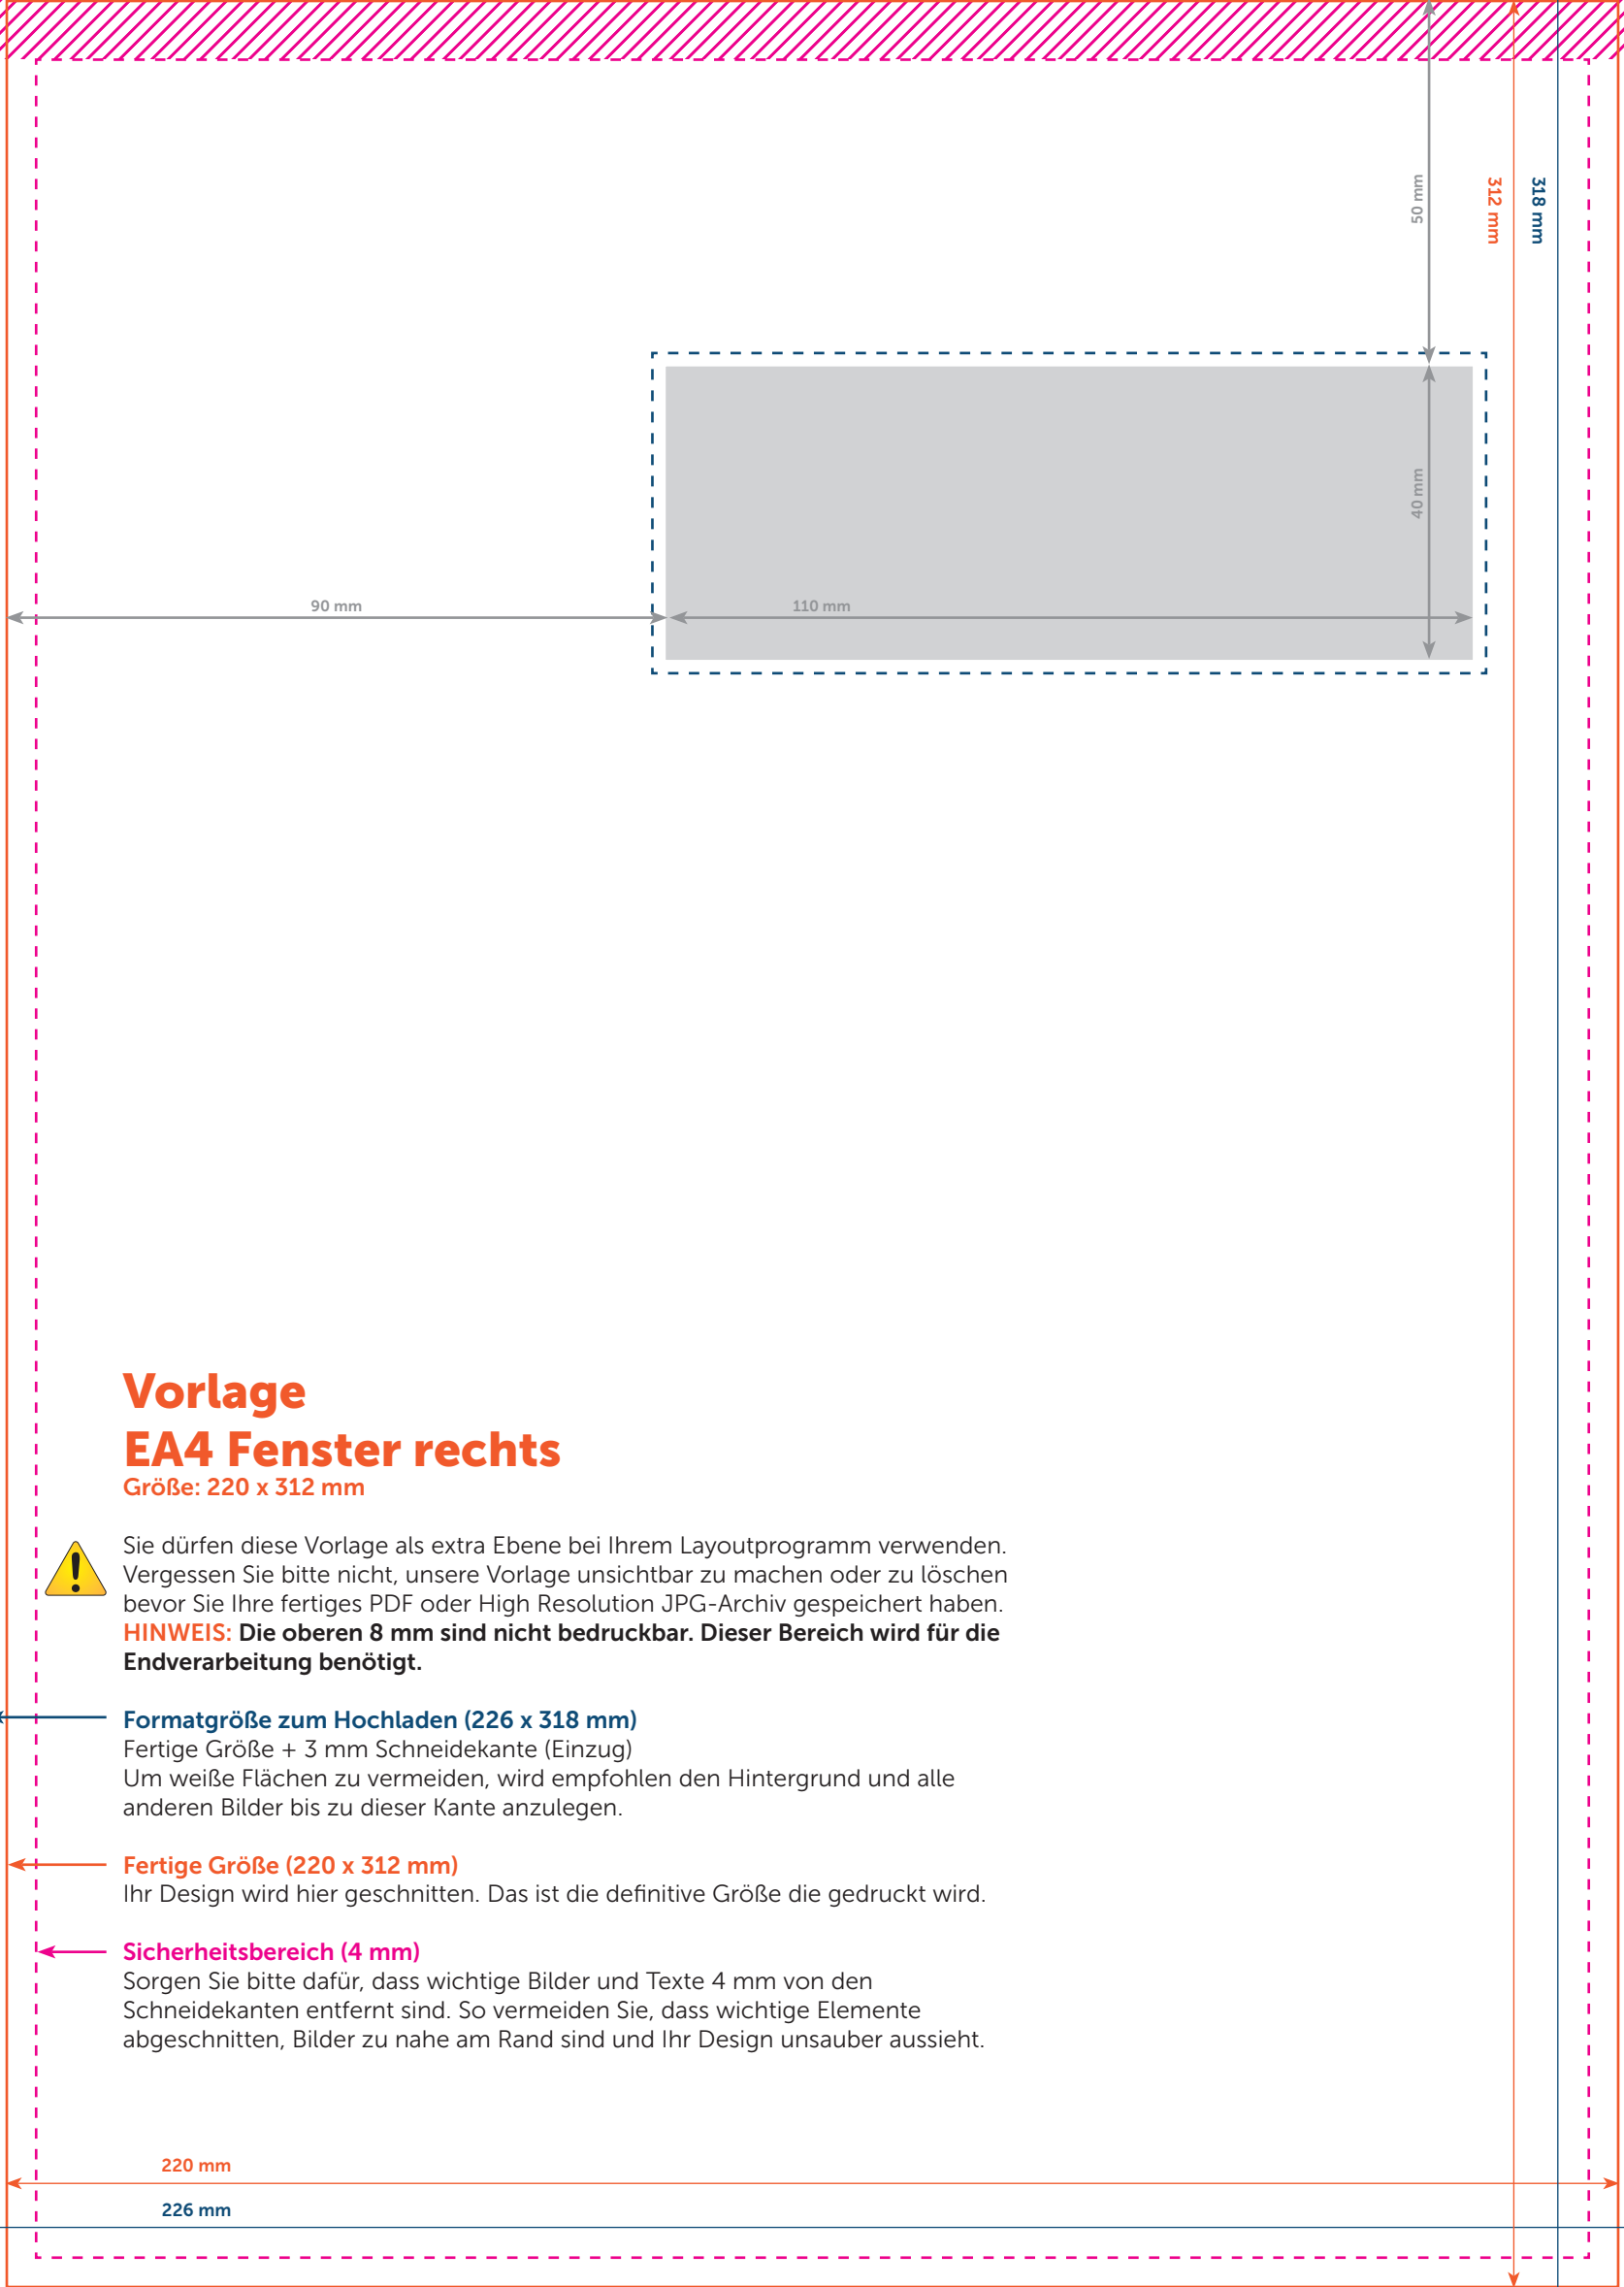 50 mm
312 mm
318 mm
40 mm
90 mm
110 mm
Vorlage
EA4 Fenster rechts
Größe: 220 x 312 mm
Sie dürfen diese Vorlage als extra Ebene bei Ihrem Layoutprogramm verwenden.
Vergessen Sie bitte nicht, unsere Vorlage unsichtbar zu machen oder zu löschen
bevor Sie Ihre fertiges PDF oder High Resolution JPG-Archiv gespeichert haben.
HINWEIS: Die oberen 8 mm sind nicht bedruckbar. Dieser Bereich wird für die
Endverarbeitung benötigt.
Formatgröße zum Hochladen (226 x 318 mm)
Fertige Größe + 3 mm Schneidekante (Einzug)
Um weiße Flächen zu vermeiden, wird empfohlen den Hintergrund und alle
anderen Bilder bis zu dieser Kante anzulegen.
Fertige Größe (220 x 312 mm)
Ihr Design wird hier geschnitten. Das ist die definitive Größe die gedruckt wird.
Sicherheitsbereich (4 mm)
Sorgen Sie bitte dafür, dass wichtige Bilder und Texte 4 mm von den
Schneidekanten entfernt sind. So vermeiden Sie, dass wichtige Elemente
abgeschnitten, Bilder zu nahe am Rand sind und Ihr Design unsauber aussieht.
220 mm
226 mm